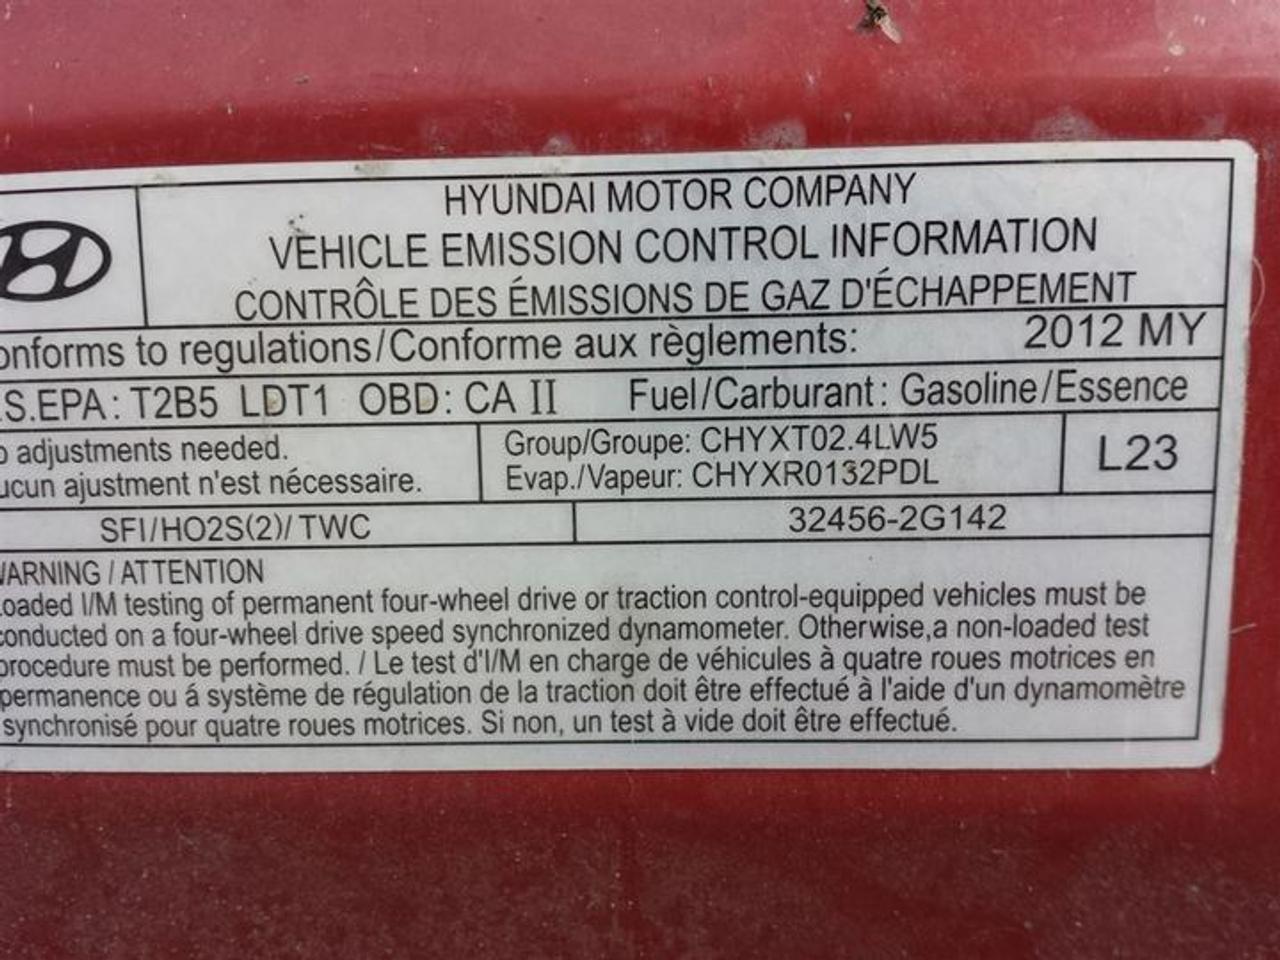 HYUNDAI MOTOR COMPANY
VEHICLE EMISSION CONTROL INFORMATION
CONTRÔLE DES ÉMISSIONS DE GAZ D'ÉCHAPPEMENT
onforms to regulations/Conforme aux règlements: 2012 MY
.S.EPA: T2B5 LDT1 OBD: CA II Fuel/Carburant: Gasoline/Essence
o adjustments needed.
ucun ajustment n'est nécessaire.
Group/Groupe: CHYXT02.4LW5
Evap./Vapeur: CHYXR0132PDL
L23
SFI/HO2S(2)/TWC
32456-2G142
WARNING / ATTENTION
Loaded I/M testing of permanent four-wheel drive or traction control-equipped vehicles must be
conducted on a four-wheel drive speed synchronized dynamometer. Otherwise,a non-loaded test
procedure must be performed. / Le test d'I/M en charge de véhicules à quatre roues motrices en
permanence ou á système de régulation de la traction doit être effectué à l'aide d'un dynamomètre
synchronisé pour quatre roues motrices. Si non, un test à vide doit être effectué.